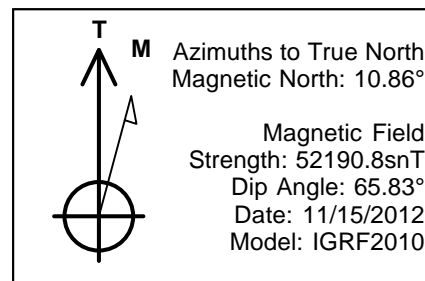 T
M
Azimuths to True North
Magnetic North: 10.86°
Magnetic Field
Strength: 52190.8snT
Dip Angle: 65.83°
Date: 11/15/2012
Model: IGRF2010